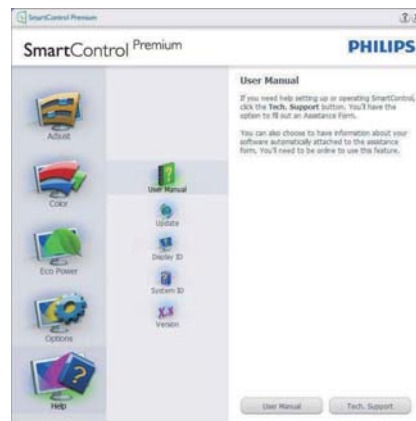 SmartControl Premium
SmartControl Premium
PHILIPS
Adjust
Color
Eco Power
Options
Help
User Manual
Update
Display ID
System ID
Version
User Manual
If you need help setting up or operating SmartControl,
click the Tech. Support button. You'll have the
option to fill out an Assistance Form.
You can also choose to have information about your
software automatically attached to the assistance
form. You'll need to be online to use this feature.
User Manual
Tech. Support